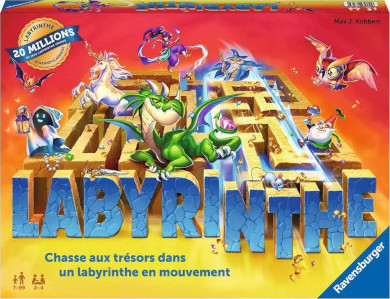 Max J. Kobbert
LABYRINTHE
20 MILLIONS
LABYRINTHE
Chasse aux trésors dans
un labyrinthe en mouvement
Ravensburger
7-99
2-4